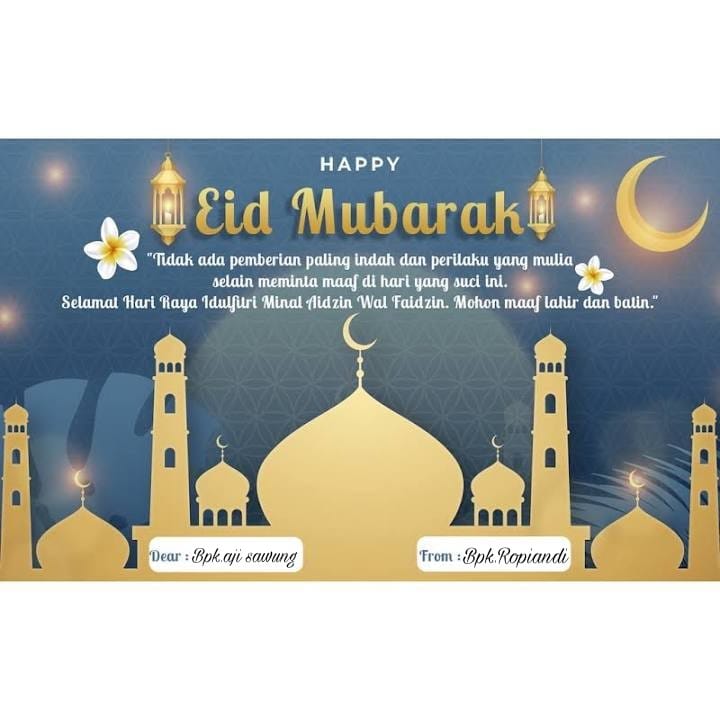 HAPPY
Eid Mubarak
"Tidak ada pemberian paling indah dan perilaku yang mulia
selain meminta maaf di hari yang suci ini.
Selamat Hari Raya Idulfitri Minal Aidzin Wal Faidzin. Mohon maaf lahir dan batin."
Dear : Bpk.aji sawung
From : Bpk.Ropiandi